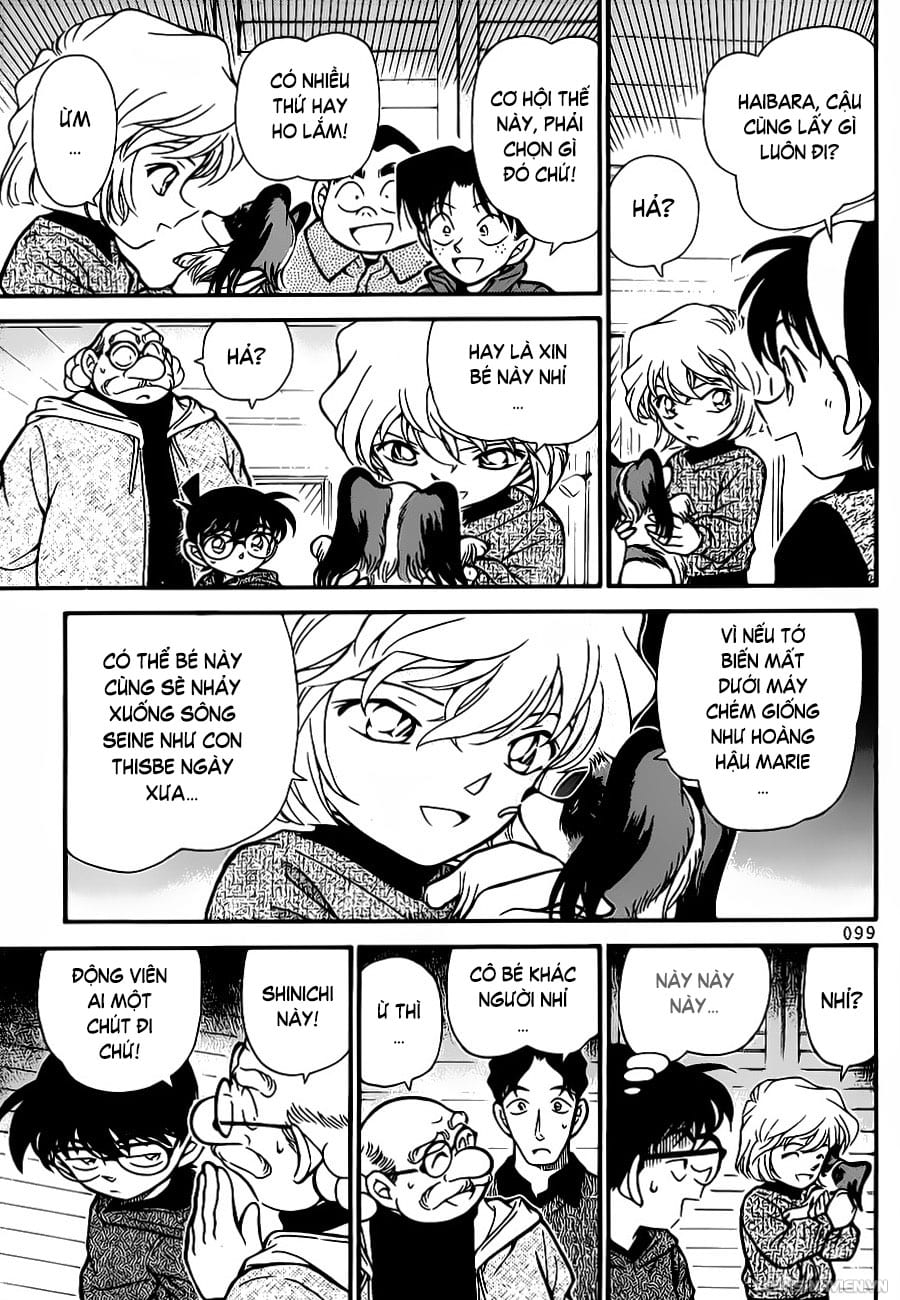 HAIBARA, CẬU
CŨNG LẤY GÌ
LUÔN ĐI?
HẢ?
CƠ HỘI THẾ
NÀY, PHẢI
CHỌN GÌ
ĐÓ CHỨ!
CÓ NHIỀU
THỨ HAY
HO LẮM!
ỪM
...
HAY LÀ XIN
BÉ NÀY NHỈ
...
HẢ?
VÌ NẾU TỚ
BIẾN MẤT
DƯỚI MÁY
CHÉM GIỐNG
NHƯ HOÀNG
HẬU MARIE
...
CÓ THỂ BÉ NÀY
CŨNG SẼ NHẢY
XUỐNG SÔNG
SEINE NHƯ CON
THISBE NGÀY
XƯA...
099
NHỈ?
NÀY NÀY
NÀY...
CÔ BÉ KHÁC
NGƯỜI NHỈ
...
Ừ THÌ
...
SHINICHI
NÀY!
ĐỘNG VIÊN
AI MỘT
CHÚT ĐI
CHỨ!